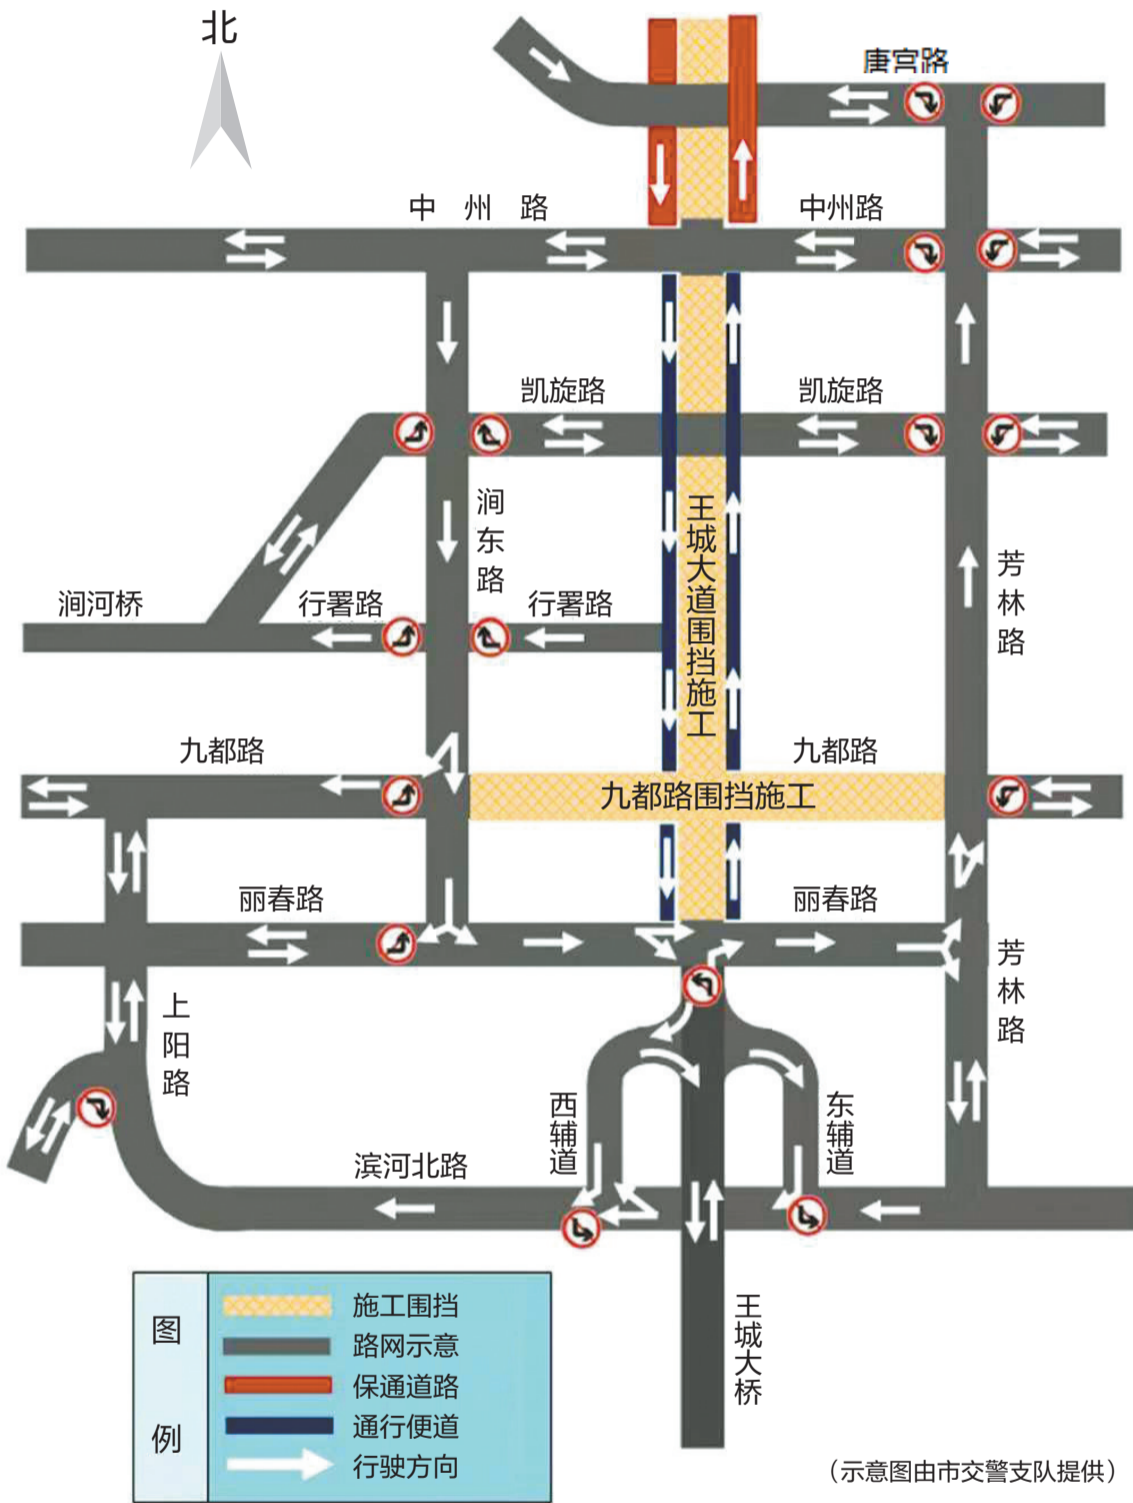 北
唐宫路
中州路
中州路
凯旋路
凯旋路
涧东路
王城大道围挡施工
芳林路
涧河桥
行署路
行署路
九都路
九都路
九都路围挡施工
丽春路
丽春路
上阳路
芳林路
西辅道
东辅道
滨河北路
王城大桥
图例
施工围挡
路网示意
保通道路
通行便道
行驶方向
（示意图由市交警支队提供）